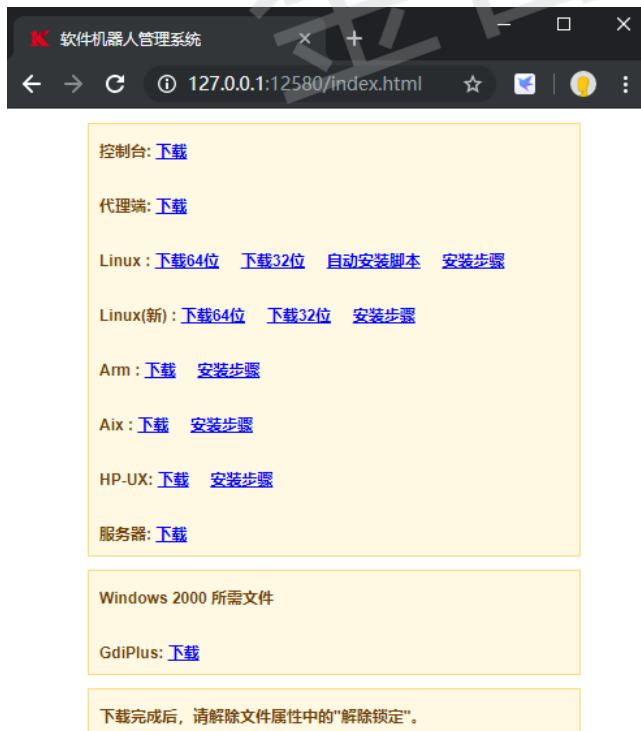 软件机器人管理系统
127.0.0.1:12580/index.html
控制台: 下载
代理端: 下载
Linux : 下载64位 下载32位 自动安装脚本 安装步骤
Linux(新) : 下载64位 下载32位 安装步骤
Arm : 下载 安装步骤
Aix : 下载 安装步骤
HP-UX: 下载 安装步骤
服务器: 下载
Windows 2000 所需文件
GdiPlus: 下载
下载完成后，请解除文件属性中的"解除锁定"。